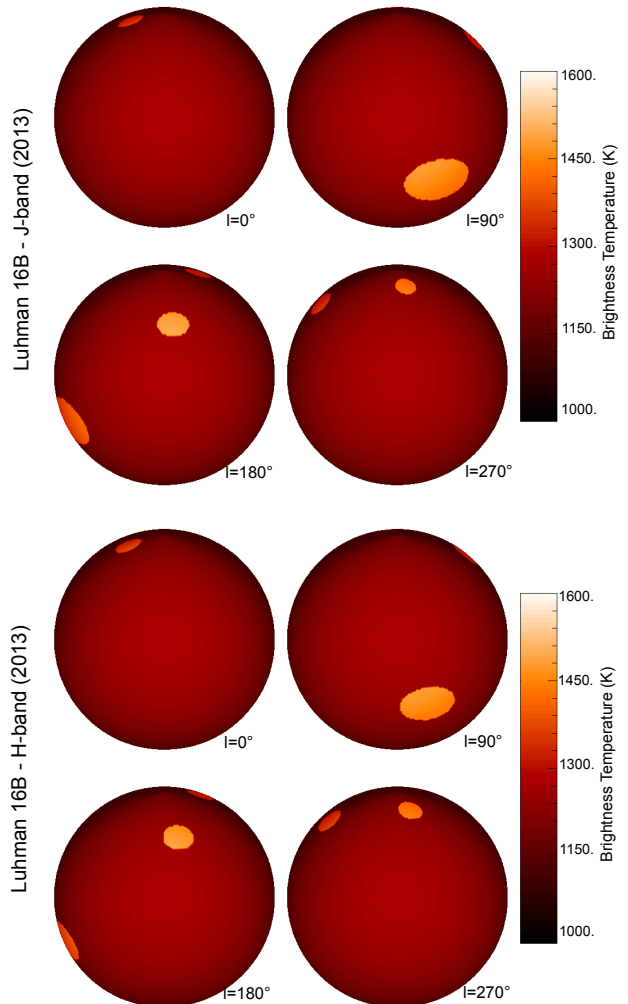 Luhman 16B - J-band (2013)
l=0°
l=90°
l=180°
l=270°
1600.
1450.
1300.
1150.
1000.
Brightness Temperature (K)
Luhman 16B - H-band (2013)
l=0°
l=90°
l=180°
l=270°
1600.
1450.
1300.
1150.
1000.
Brightness Temperature (K)